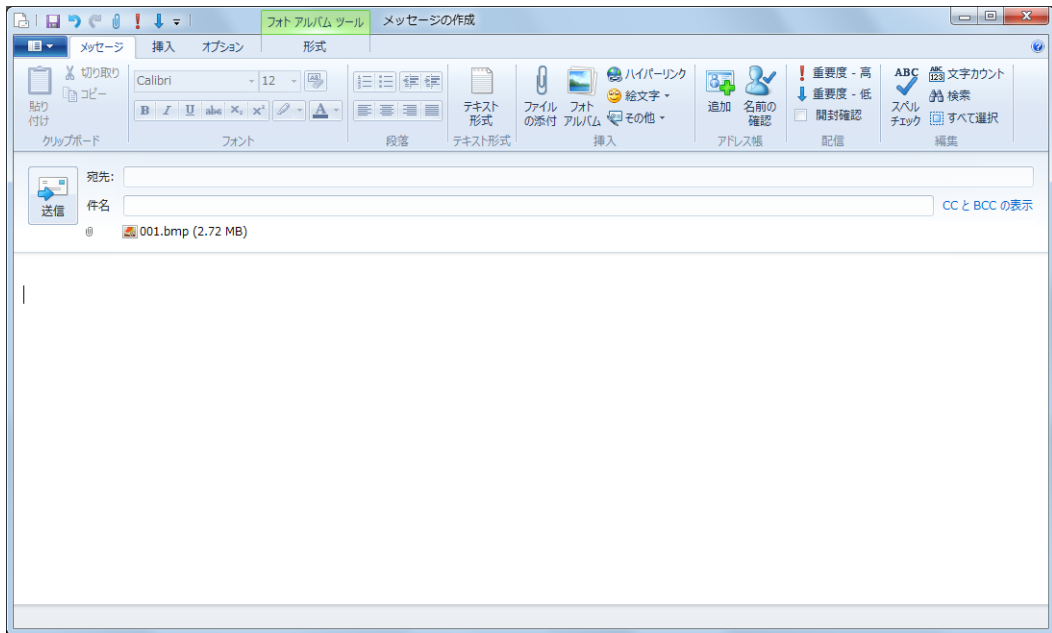 フォト アルバム ツール メッセージの作成
メッセージ 挿入 オプション 形式
貼り付け
切り取り
コピー
クリップボード
Calibri 12
B I U abc X₂ X² A
フォント
段落
テキスト形式
テキスト形式
ファイルの添付
フォト アルバム
ハイパーリンク
絵文字
その他
挿入
追加
名前の確認
アドレス帳
重要度 - 高
重要度 - 低
開封確認
配信
ABC
スペルチェック
ABC 123 文字カウント
検索
すべて選択
編集
送信
宛先:
件名
CC と BCC の表示
001.bmp (2.72 MB)